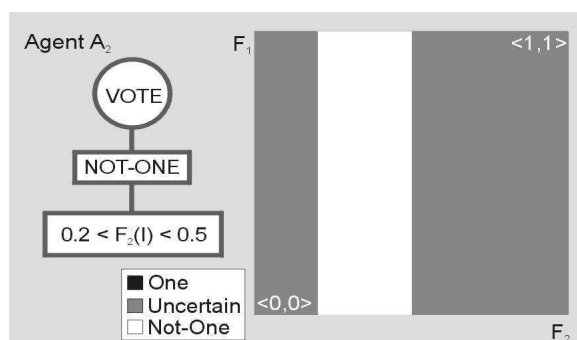 Agent A₂
VOTE
NOT-ONE
0.2 < F₂(I) < 0.5
F₁
<1,1>
<0,0>
F₂
One
Uncertain
Not-One